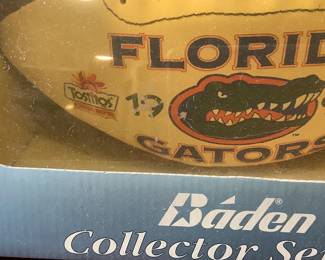 FLORID
Tostitos
19
GATORS
Baden
Collector Se